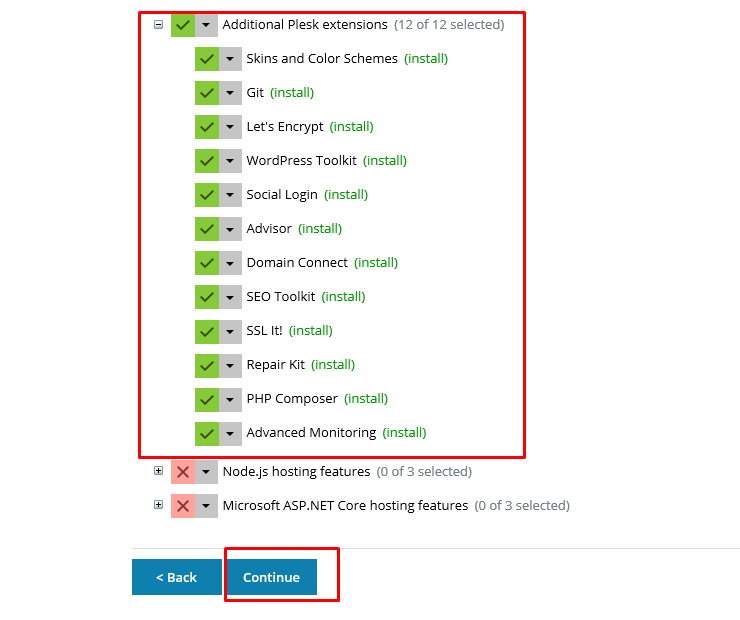 Additional Plesk extensions (12 of 12 selected)
Skins and Color Schemes (install)
Git (install)
Let's Encrypt (install)
WordPress Toolkit (install)
Social Login (install)
Advisor (install)
Domain Connect (install)
SEO Toolkit (install)
SSL It! (install)
Repair Kit (install)
PHP Composer (install)
Advanced Monitoring (install)
Node.js hosting features (0 of 3 selected)
Microsoft ASP.NET Core hosting features (0 of 3 selected)
< Back Continue